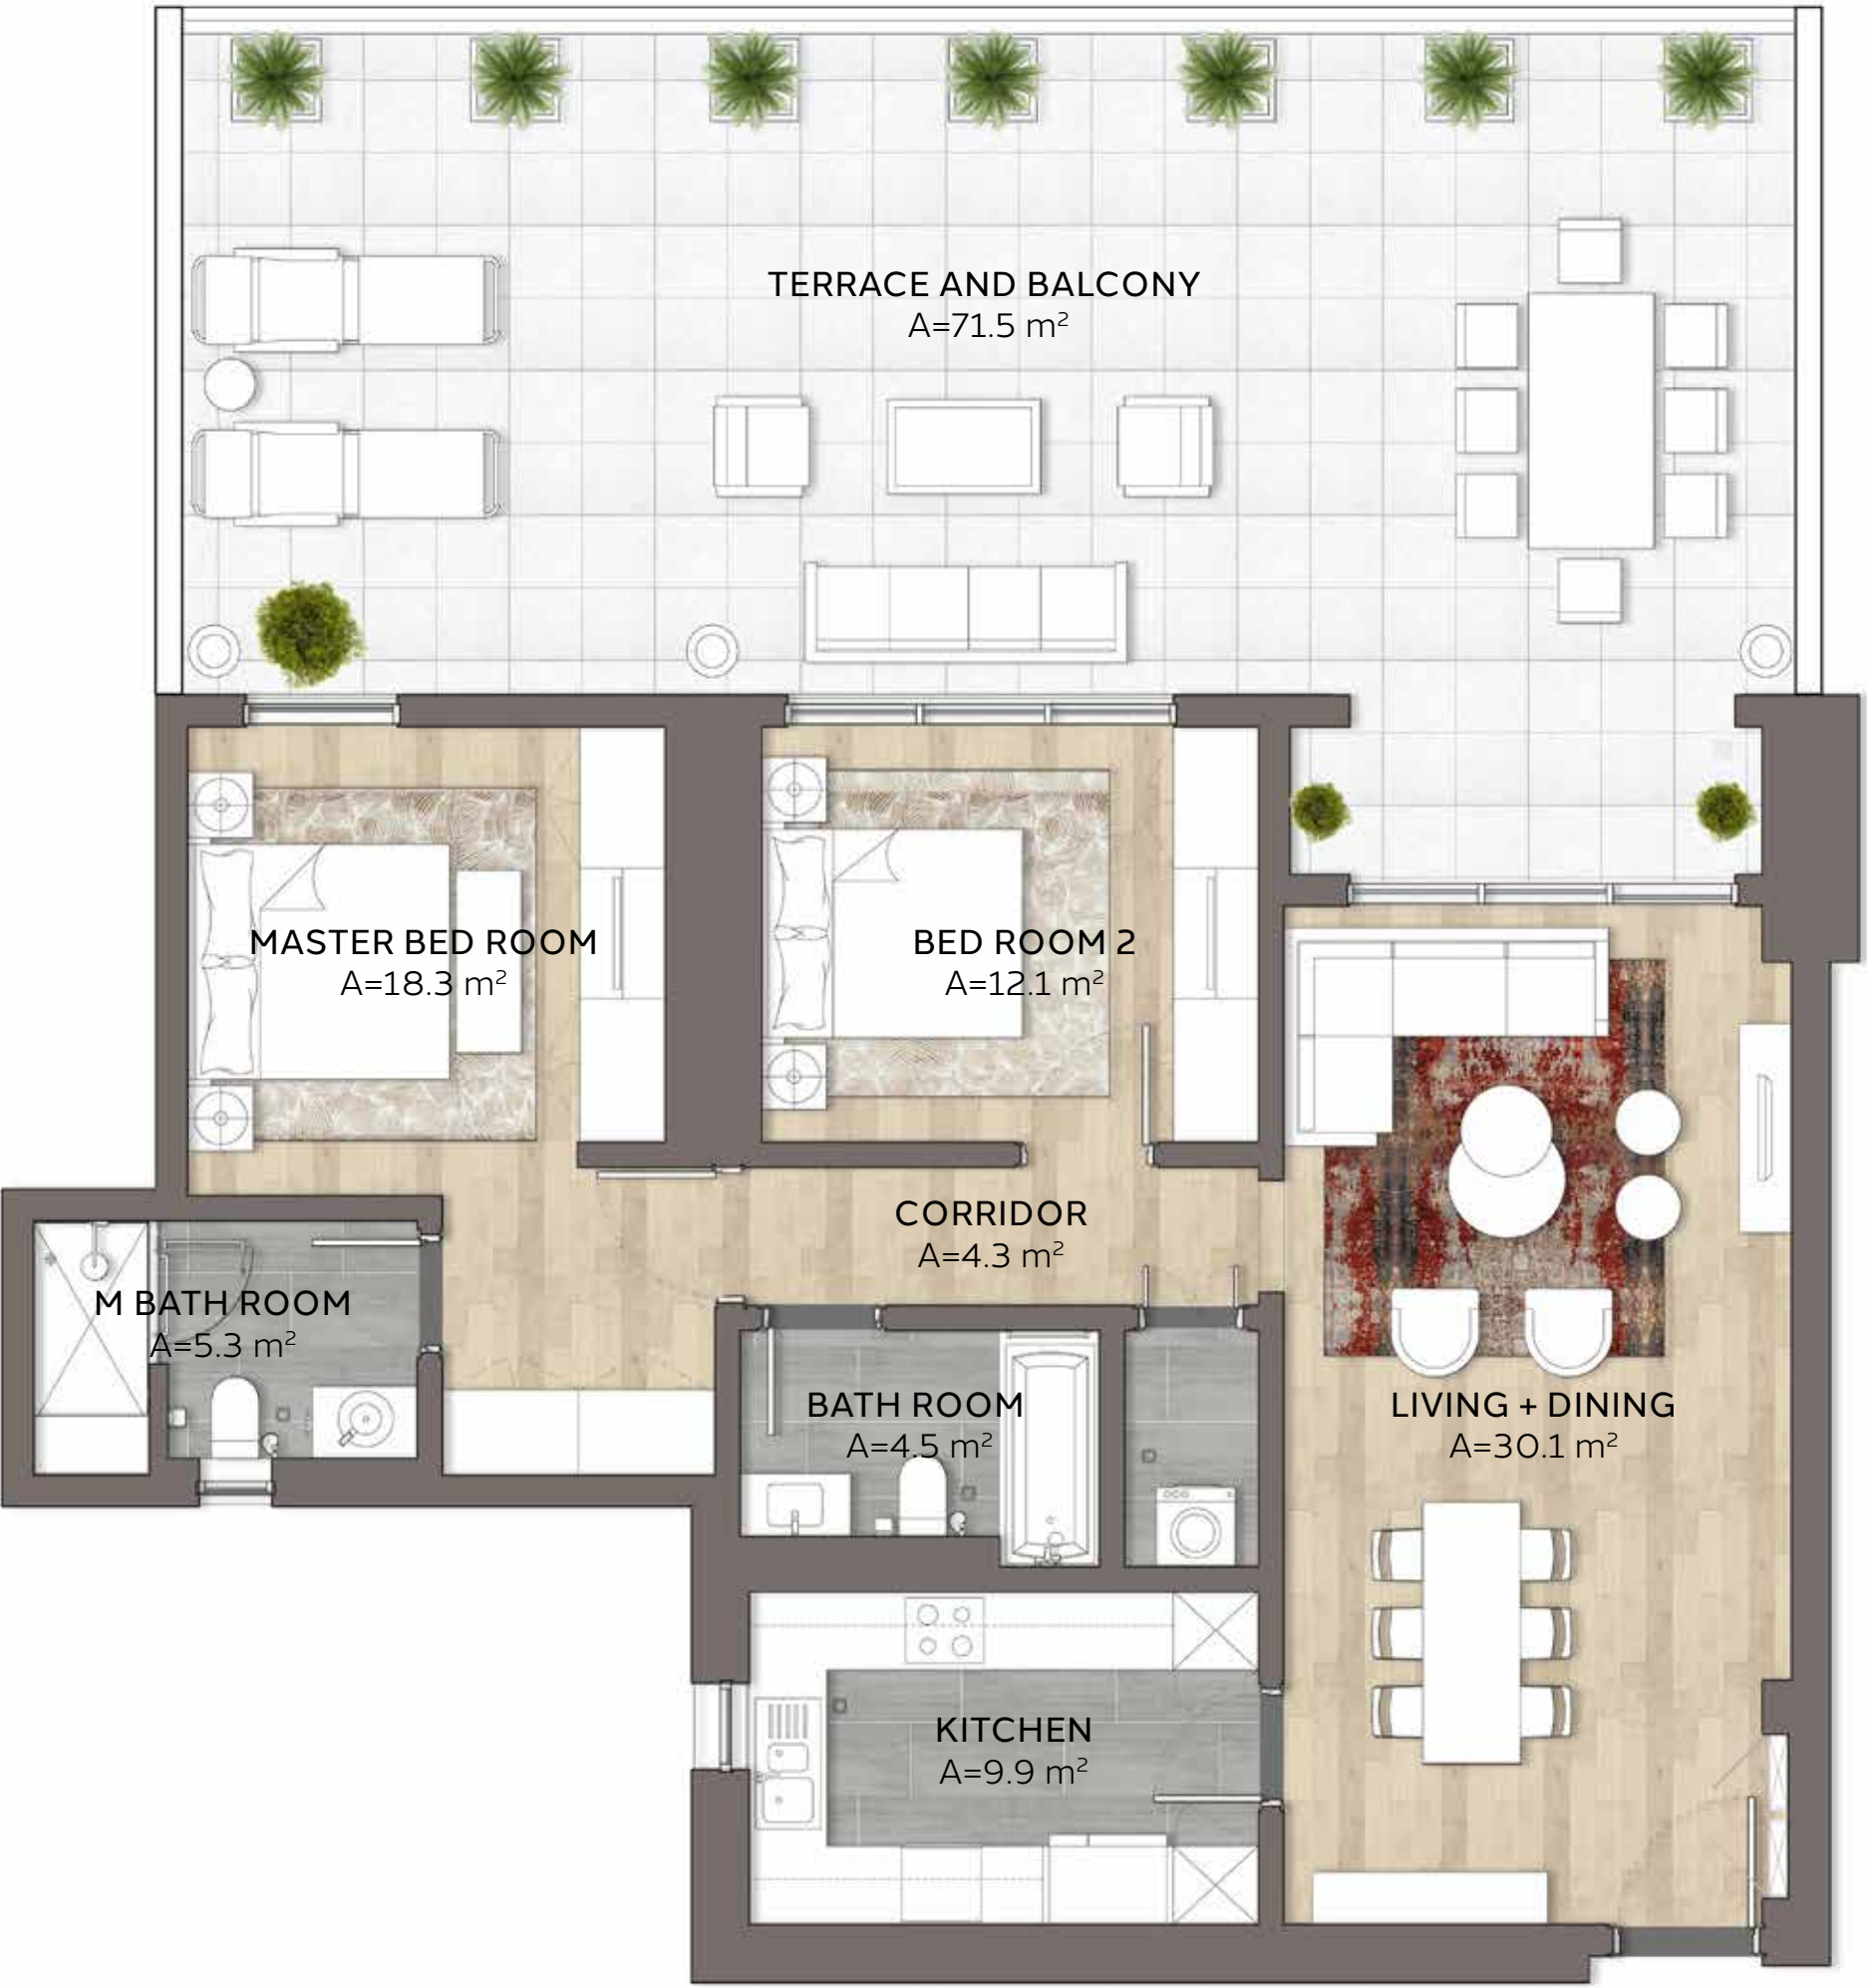 TERRACE AND BALCONY
A=71.5 m²
MASTER BED ROOM
A=18.3 m²
BED ROOM 2
A=12.1 m²
CORRIDOR
A=4.3 m²
M BATH ROOM
A=5.3 m²
BATH ROOM
A=4.5 m²
LIVING + DINING
A=30.1 m²
KITCHEN
A=9.9 m²